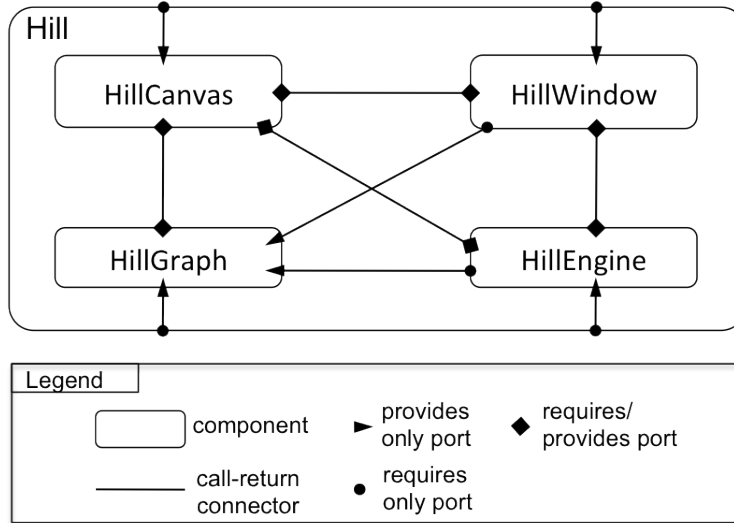 Hill
HillCanvas
HillWindow
HillGraph
HillEngine
Legend
component
provides
only port
requires/
provides port
call-return
connector
requires
only port